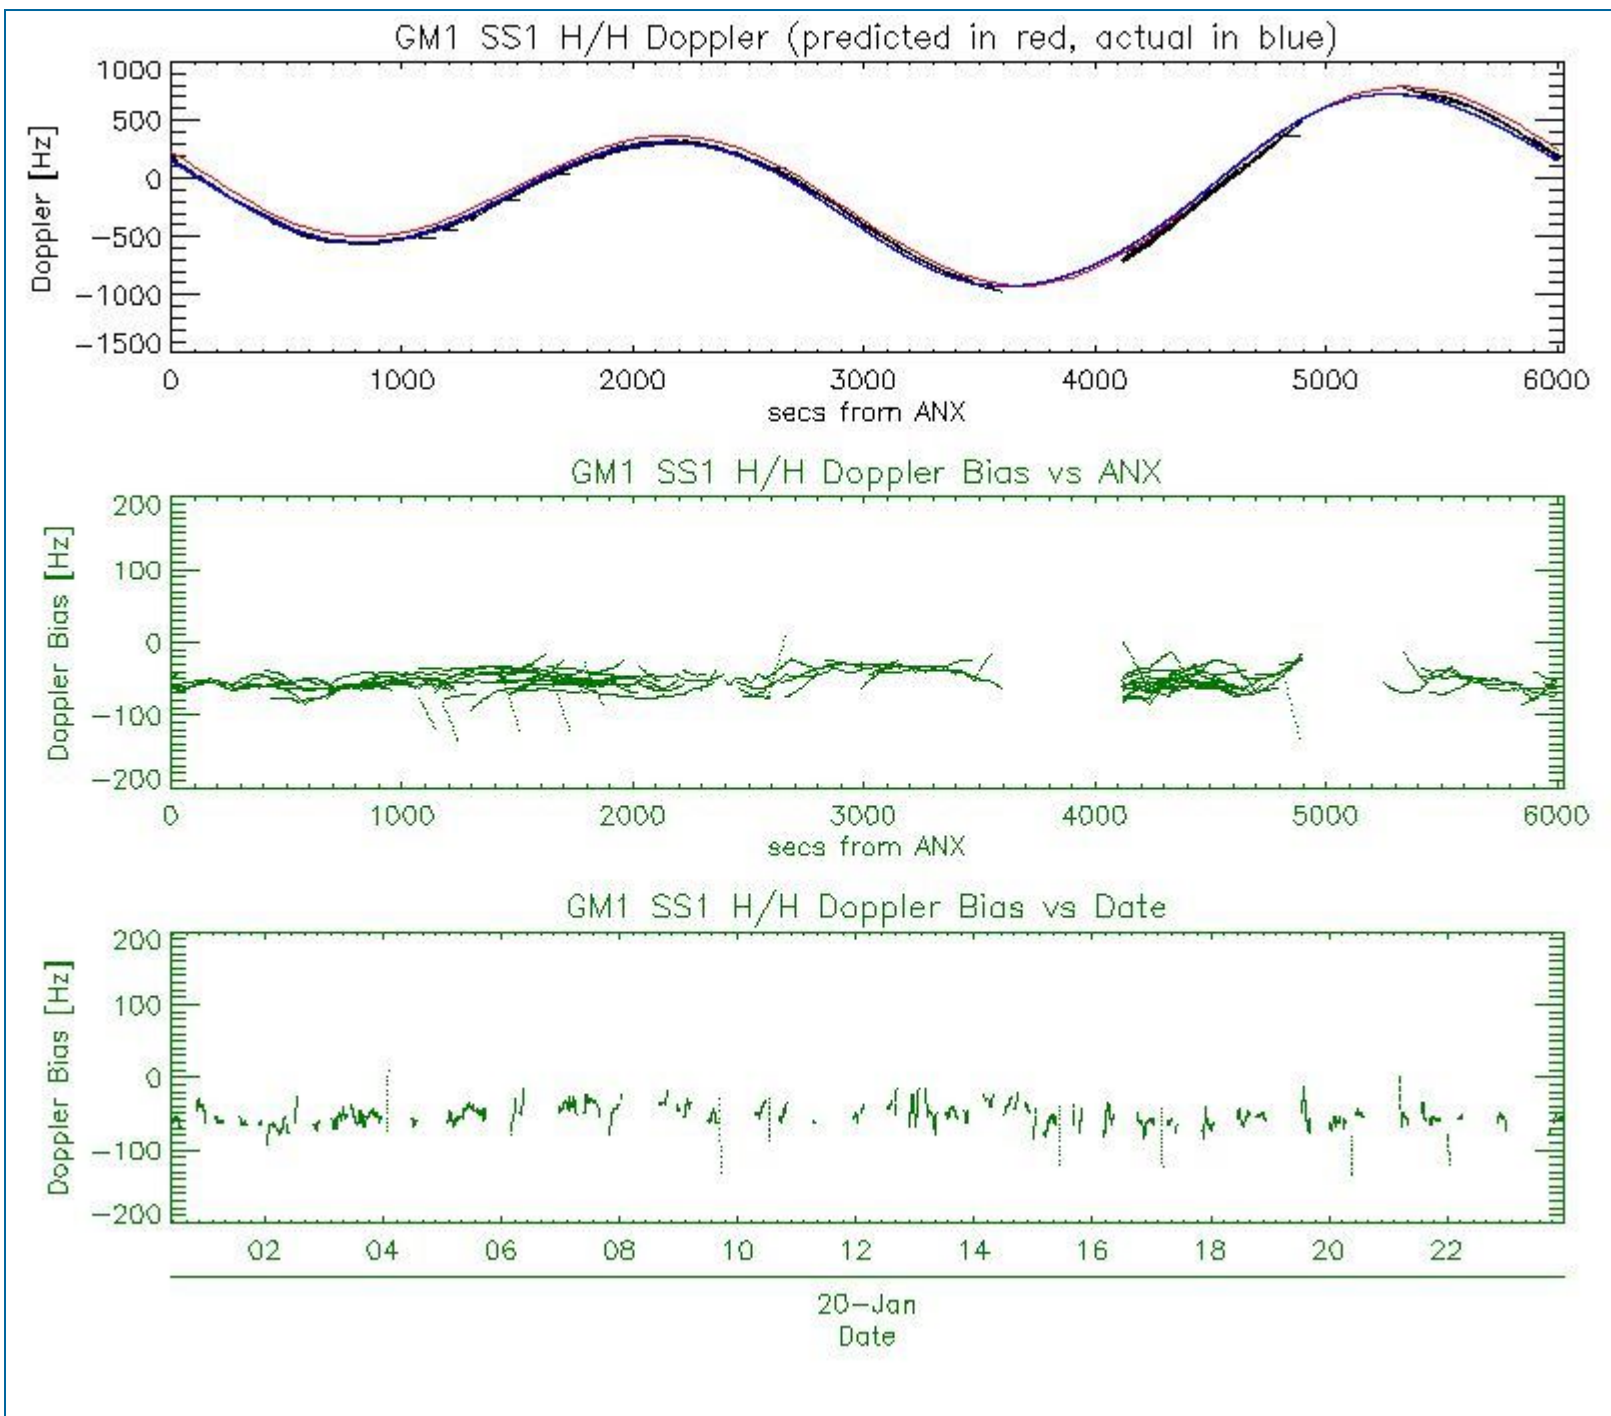 GM1 SS1 H/H Doppler (predicted in red, actual in blue)
1000
500
0
−500
−1000
−1500
Doppler [Hz]
0 1000 2000 3000 4000 5000 6000
secs from ANX
GM1 SS1 H/H Doppler Bias vs ANX
200
100
0
−100
−200
Doppler Bias [Hz]
0 1000 2000 3000 4000 5000 6000
secs from ANX
GM1 SS1 H/H Doppler Bias vs Date
200
100
0
−100
−200
Doppler Bias [Hz]
02 04 06 08 10 12 14 16 18 20 22
20−Jan
Date